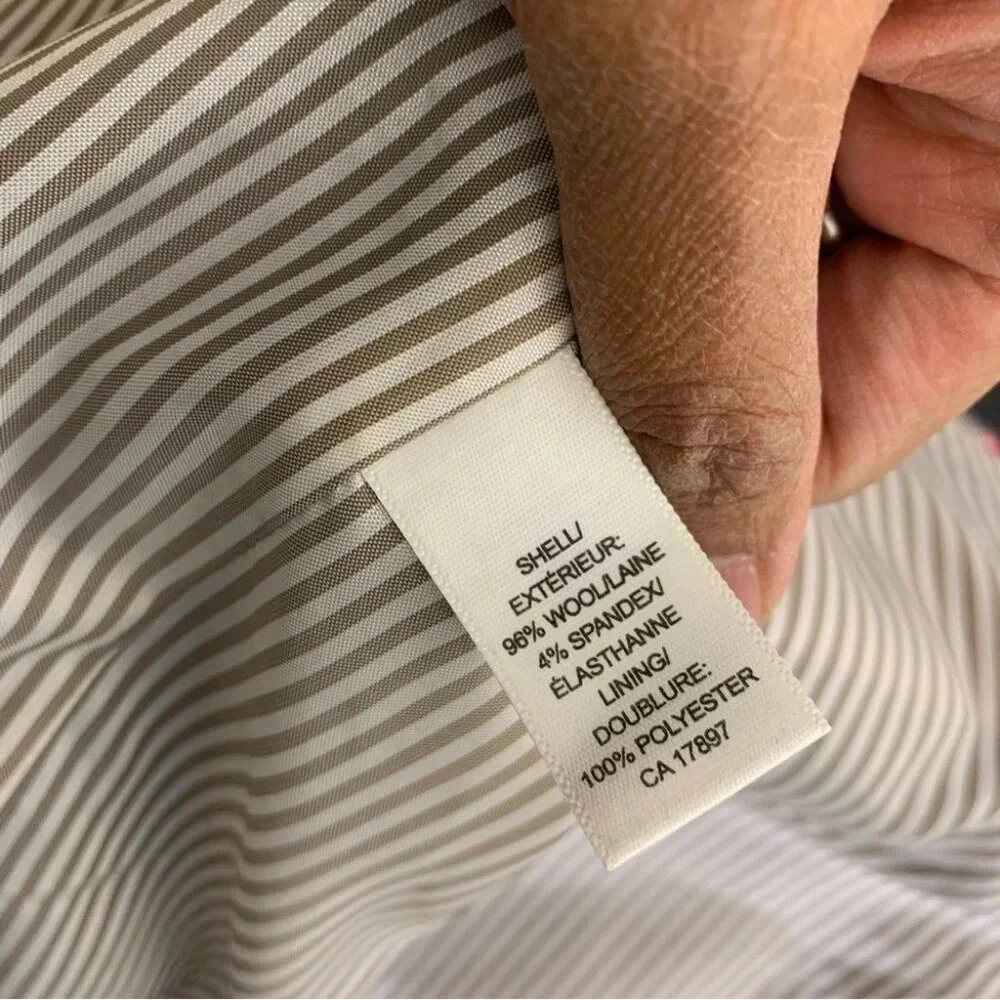 SHELL/
EXTÉRIEUR:
96% WOOL/LAINE
4% SPANDEX/
ÉLASTHANNE
LINING/
DOUBLURE:
100% POLYESTER
CA 17897